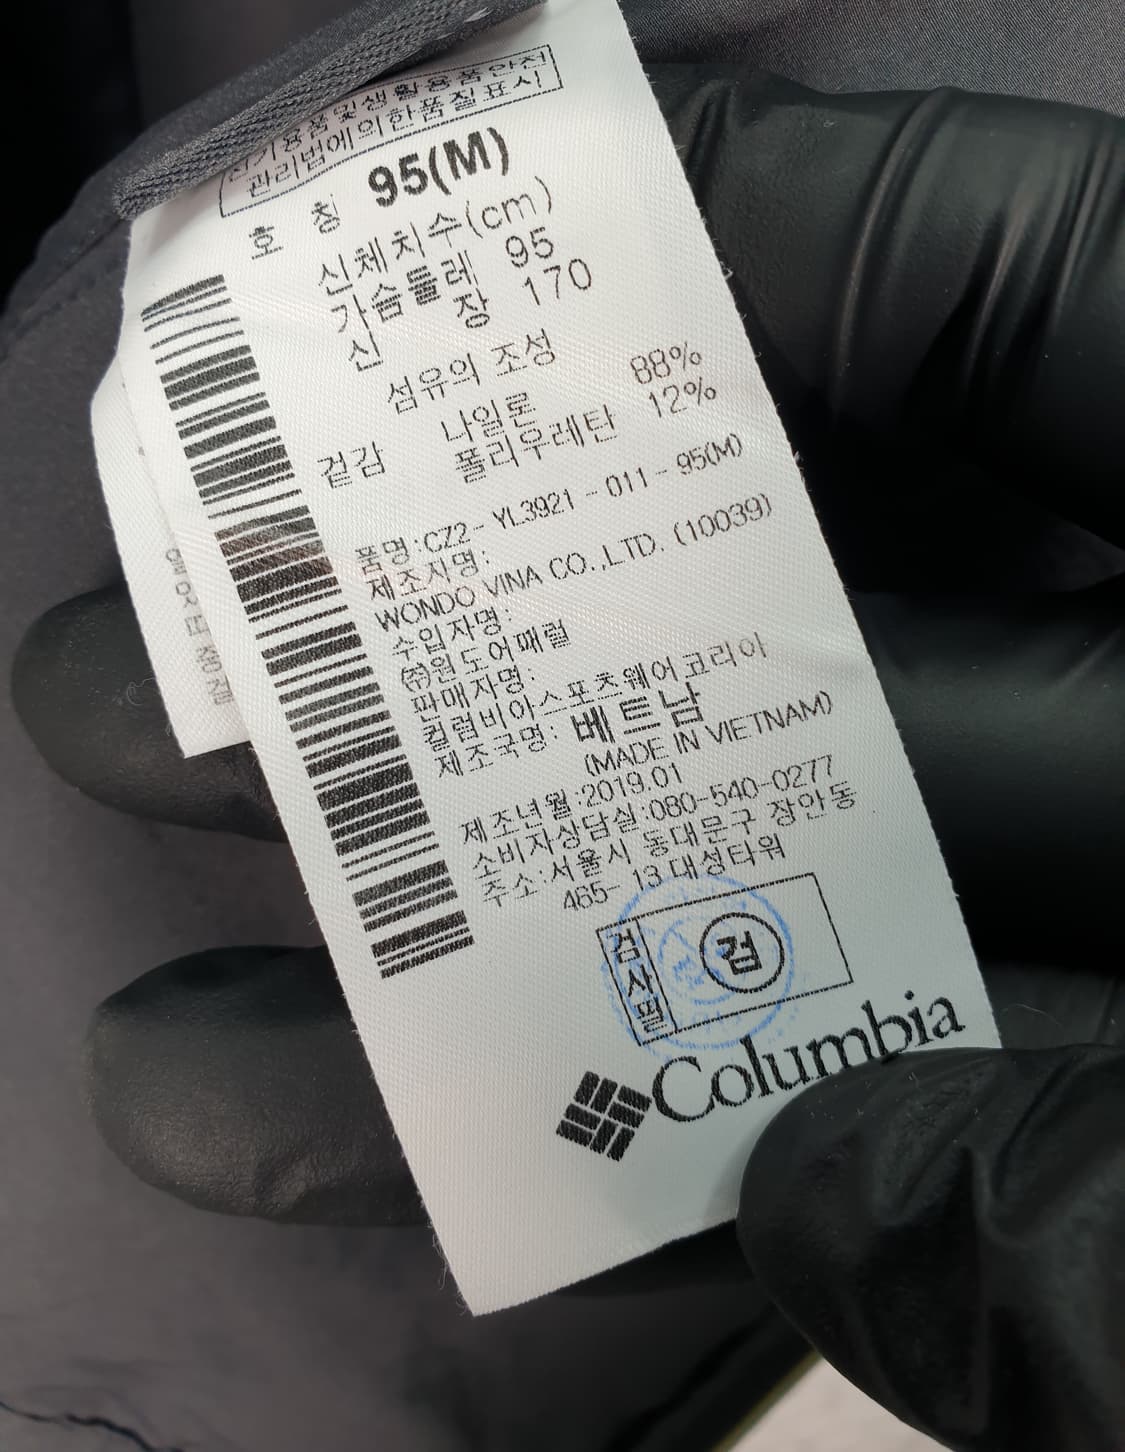 전기용품및생활용품안전
관리법에의한품질표시
호 칭 95(M)
신체치수(cm)
가슴둘레 95
신 장 170
섬유의 조성
겉감 나일론 88%
폴리우레탄 12%
품명:CZ2-YL3921-011-95(M)
제조자명:
WONDO VINA CO.,LTD. (10039)
수입자명:
㈜원도어패럴
판매자명:
컬럼비아스포츠웨어코리아
제조국명: 베트남
(MADE IN VIETNAM)
제조년월:2019.01
소비자상담실:080-540-0277
주소:서울시 동대문구 장안동
465-13 대성타워
검사필 검
Columbia